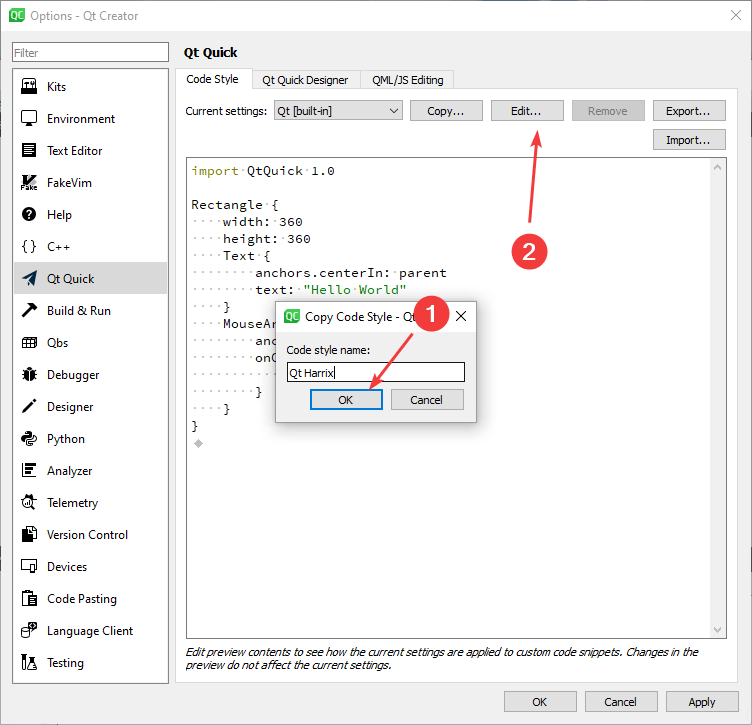 QC Options - Qt Creator
Filter
Kits
Environment
Text Editor
Fake FakeVim
Help
{} C++
Qt Quick
Build & Run
Qbs
Debugger
Designer
Python
Analyzer
Telemetry
Version Control
Devices
Code Pasting
Language Client
Testing
Qt Quick
Code Style Qt Quick Designer QML/JS Editing
Current settings: Qt [built-in] Copy... Edit... Remove Export...
Import...
import QtQuick 1.0
Rectangle {
width: 360
height: 360
Text {
anchors.centerIn: parent
text: "Hello World"
}
MouseAr
anc
onC
}
}
}
2
QC Copy Code Style - Qt
1
Code style name:
Qt Harrix
OK Cancel
Edit preview contents to see how the current settings are applied to custom code snippets. Changes in the
preview do not affect the current settings.
OK Cancel Apply